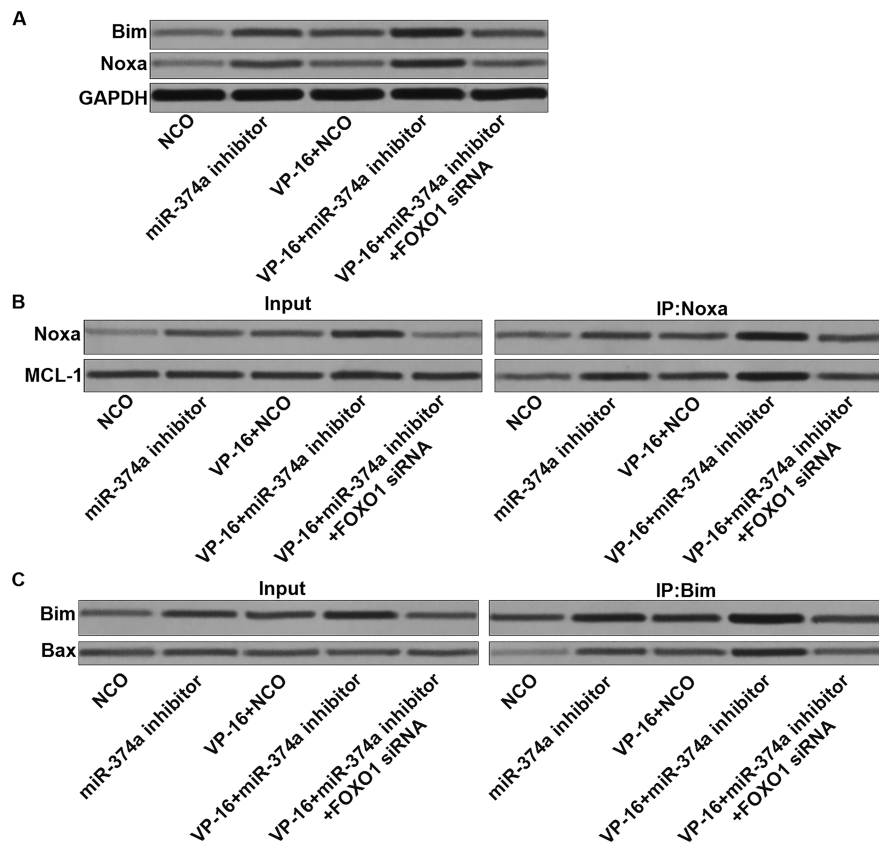 A
Bim
Noxa
GAPDH
NCO
miR-374a inhibitor
VP-16+NCO
VP-16+miR-374a inhibitor
VP-16+miR-374a inhibitor
+FOXO1 siRNA
B
Input
IP:Noxa
Noxa
MCL-1
NCO
miR-374a inhibitor
VP-16+NCO
VP-16+miR-374a inhibitor
VP-16+miR-374a inhibitor
+FOXO1 siRNA
NCO
miR-374a inhibitor
VP-16+NCO
VP-16+miR-374a inhibitor
VP-16+miR-374a inhibitor
+FOXO1 siRNA
C
Input
IP:Bim
Bim
Bax
NCO
miR-374a inhibitor
VP-16+NCO
VP-16+miR-374a inhibitor
VP-16+miR-374a inhibitor
+FOXO1 siRNA
NCO
miR-374a inhibitor
VP-16+NCO
VP-16+miR-374a inhibitor
VP-16+miR-374a inhibitor
+FOXO1 siRNA